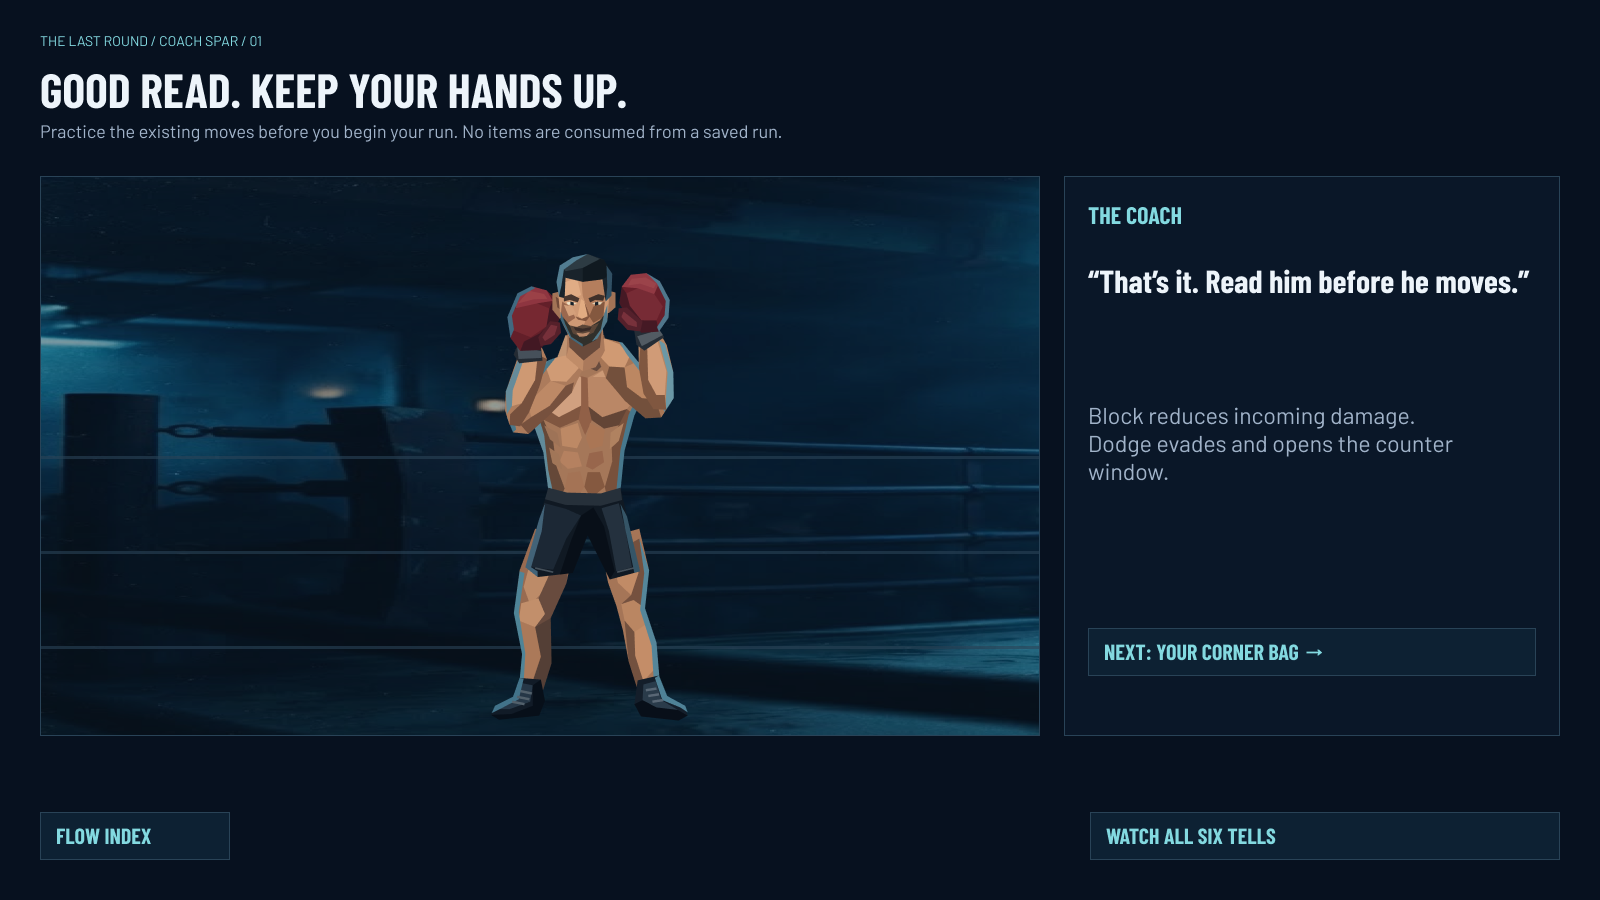 THE LAST ROUND / COACH SPAR / 01
GOOD READ. KEEP YOUR HANDS UP.
Practice the existing moves before you begin your run. No items are consumed from a saved run.
THE COACH
“That’s it. Read him before he moves.”
Block reduces incoming damage.
Dodge evades and opens the counter
window.
NEXT: YOUR CORNER BAG →
FLOW INDEX
WATCH ALL SIX TELLS